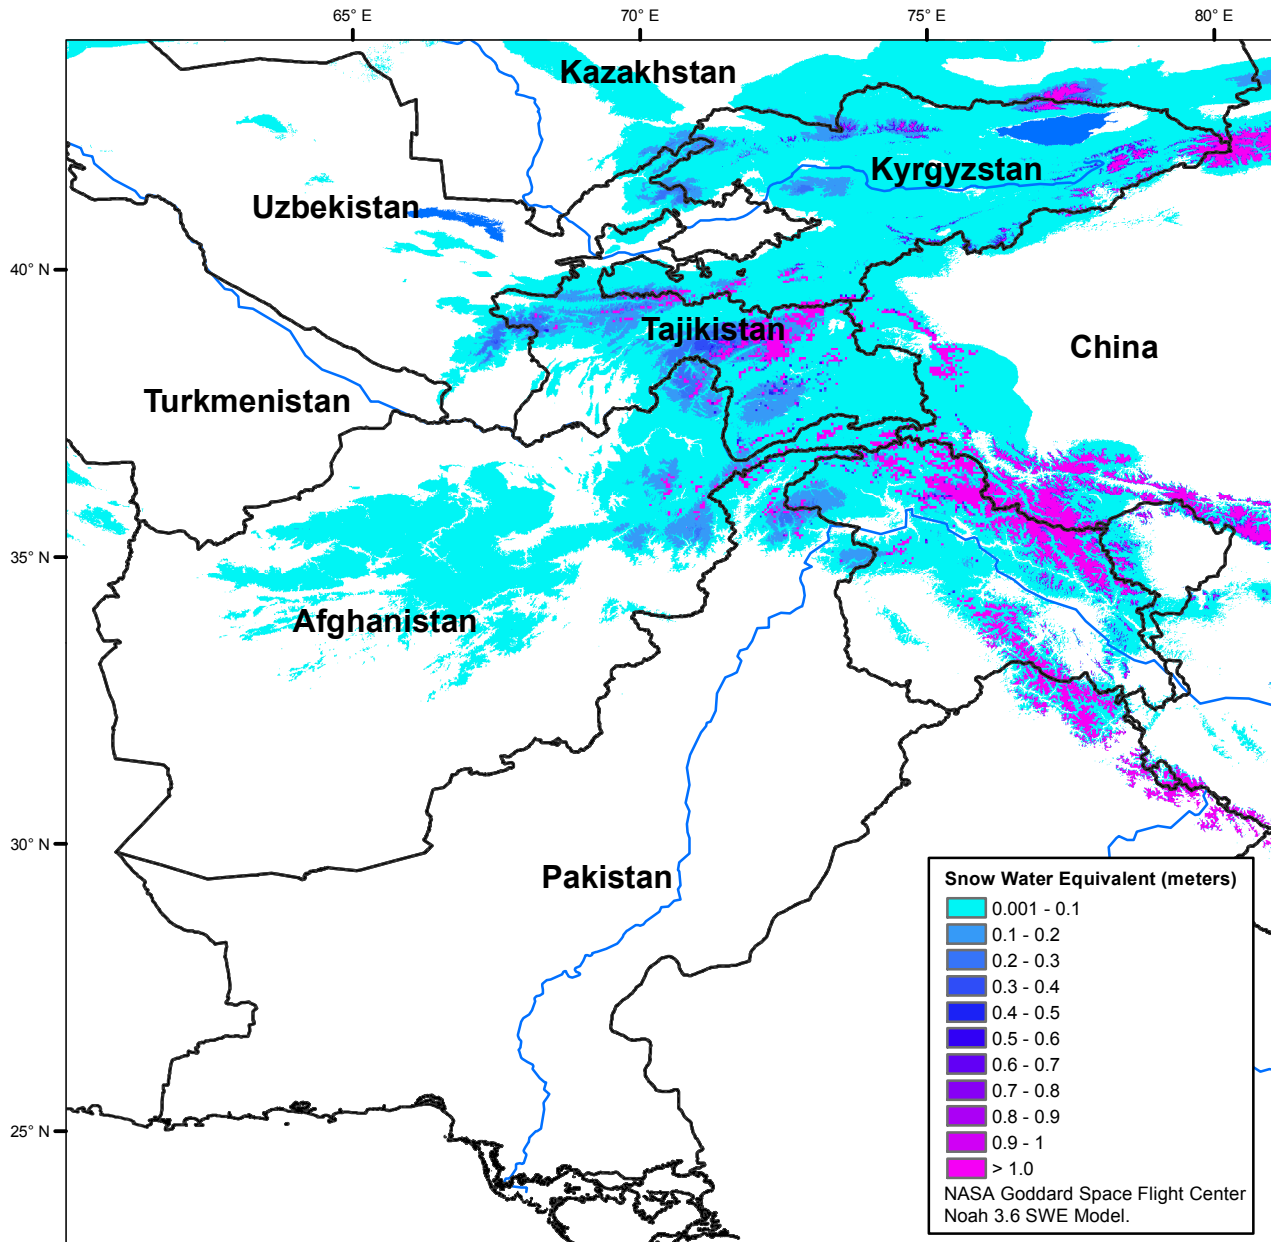 65° E
70° E
75° E
80° E
Kazakhstan
Kyrgyzstan
Uzbekistan
40° N
Tajikistan
China
Turkmenistan
35° N
Afghanistan
30° N
Pakistan
Snow Water Equivalent (meters)
0.001 - 0.1
0.1 - 0.2
0.2 - 0.3
0.3 - 0.4
0.4 - 0.5
0.5 - 0.6
0.6 - 0.7
0.7 - 0.8
0.8 - 0.9
0.9 - 1
> 1.0
NASA Goddard Space Flight Center
Noah 3.6 SWE Model.
25° N